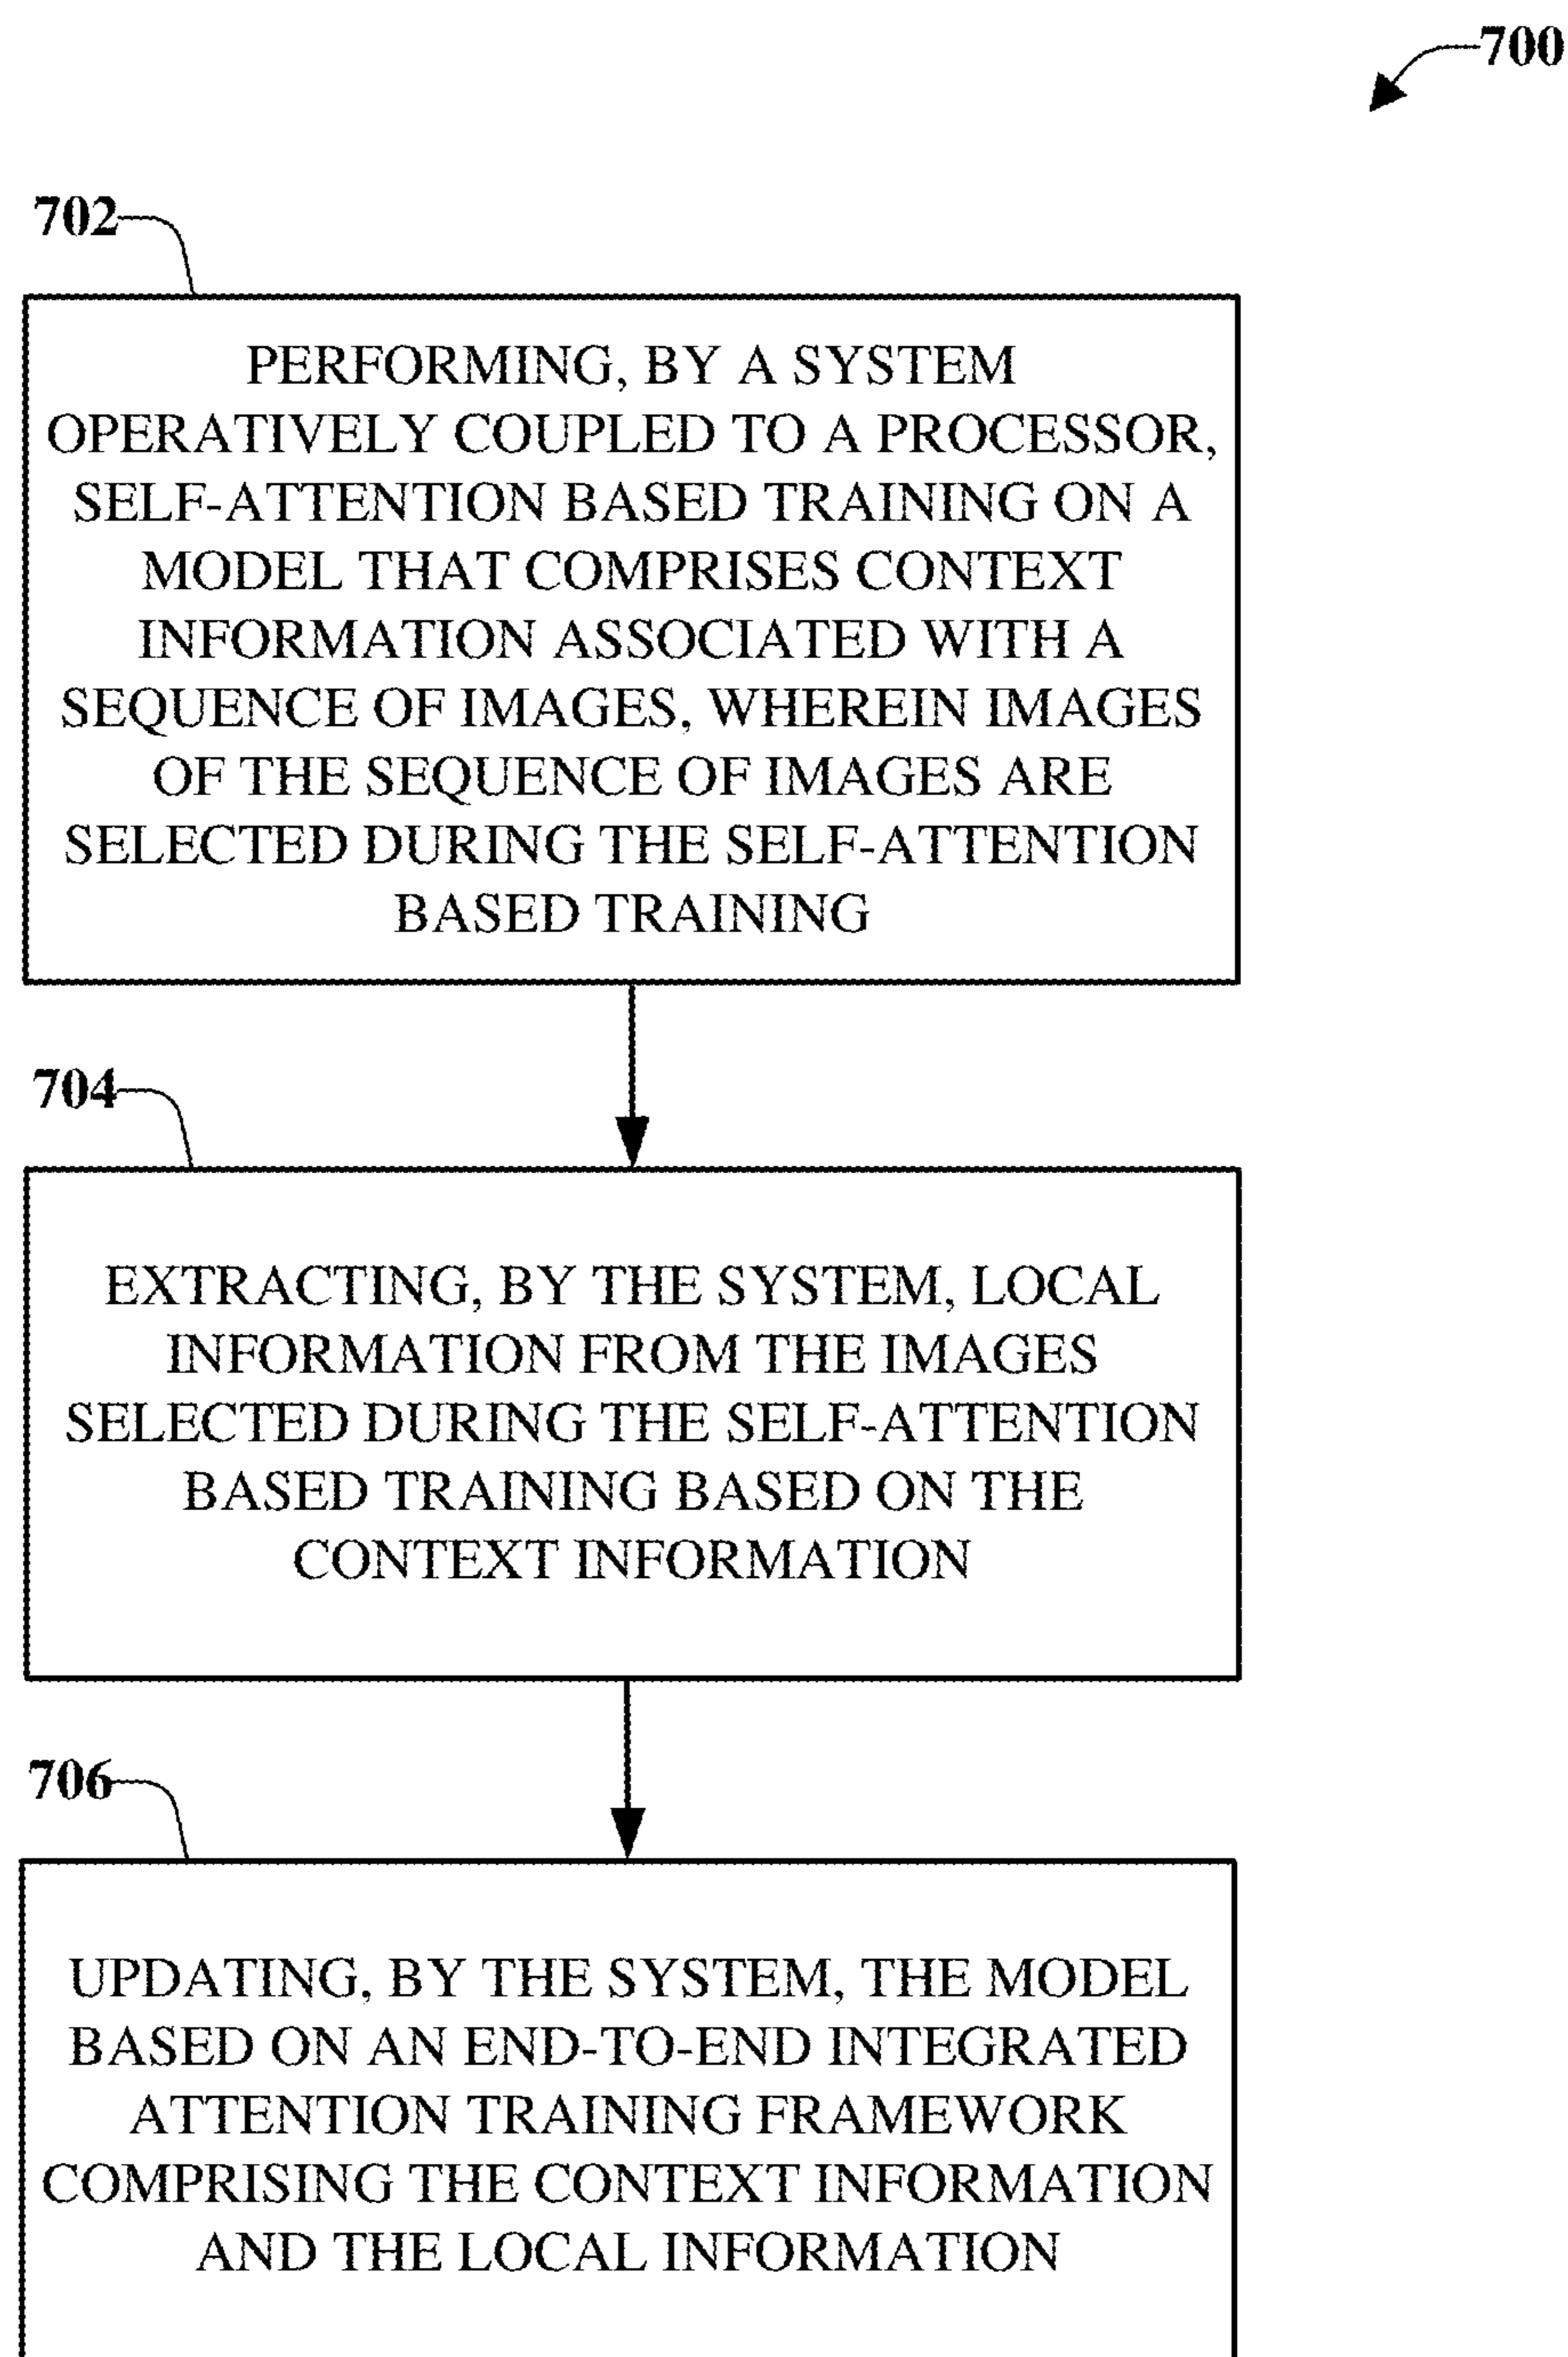 700
702
PERFORMING, BY A SYSTEM
OPERATIVELY COUPLED TO A PROCESSOR,
SELF-ATTENTION BASED TRAINING ON A
MODEL THAT COMPRISES CONTEXT
INFORMATION ASSOCIATED WITH A
SEQUENCE OF IMAGES, WHEREIN IMAGES
OF THE SEQUENCE OF IMAGES ARE
SELECTED DURING THE SELF-ATTENTION
BASED TRAINING
704
EXTRACTING, BY THE SYSTEM, LOCAL
INFORMATION FROM THE IMAGES
SELECTED DURING THE SELF-ATTENTION
BASED TRAINING BASED ON THE
CONTEXT INFORMATION
706
UPDATING, BY THE SYSTEM, THE MODEL
BASED ON AN END-TO-END INTEGRATED
ATTENTION TRAINING FRAMEWORK
COMPRISING THE CONTEXT INFORMATION
AND THE LOCAL INFORMATION